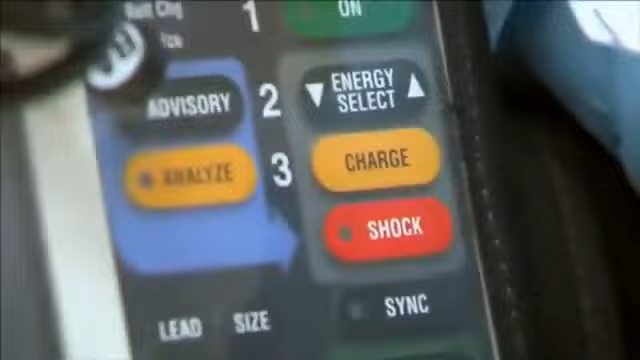 1 ON
ADVISORY 2 ▼ ENERGY SELECT ▲
ANALYZE 3 CHARGE
SHOCK
LEAD SIZE SYNC